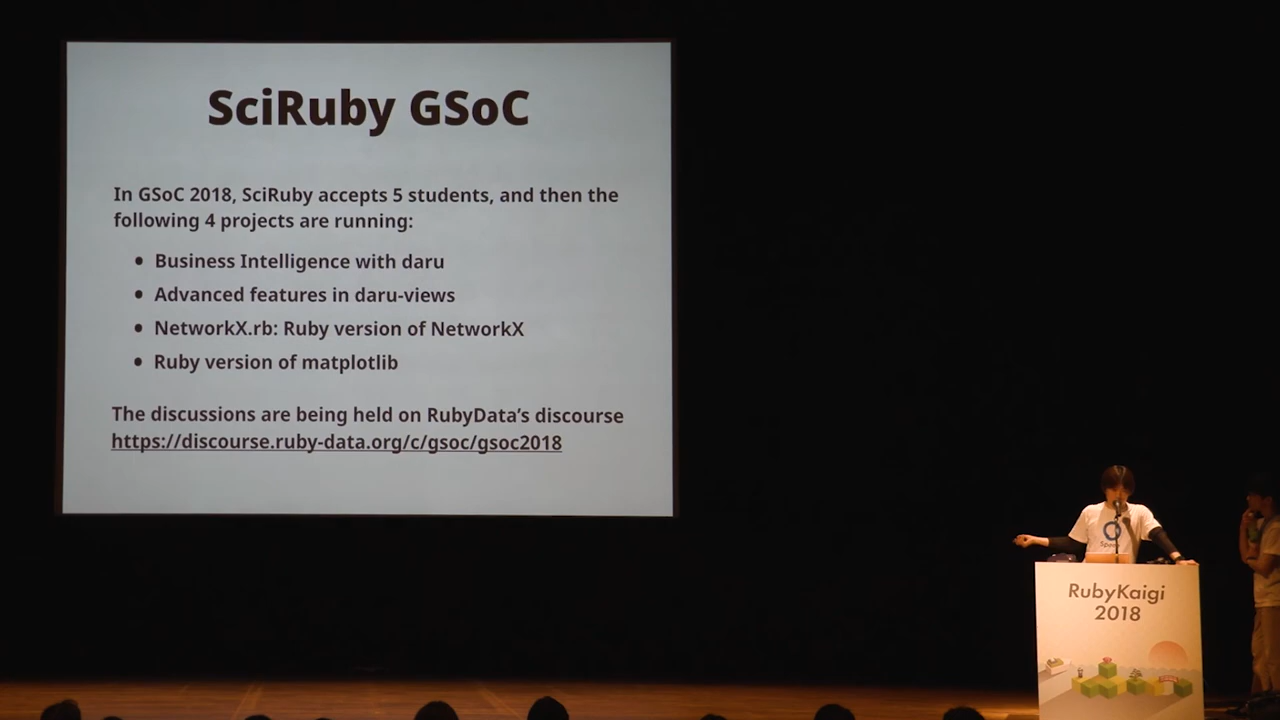 SciRuby GSoC
In GSoC 2018, SciRuby accepts 5 students, and then the
following 4 projects are running:
• Business Intelligence with daru
• Advanced features in daru-views
• NetworkX.rb: Ruby version of NetworkX
• Ruby version of matplotlib
The discussions are being held on RubyData's discourse
https://discourse.ruby-data.org/c/gsoc/gsoc2018
RubyKaigi
2018